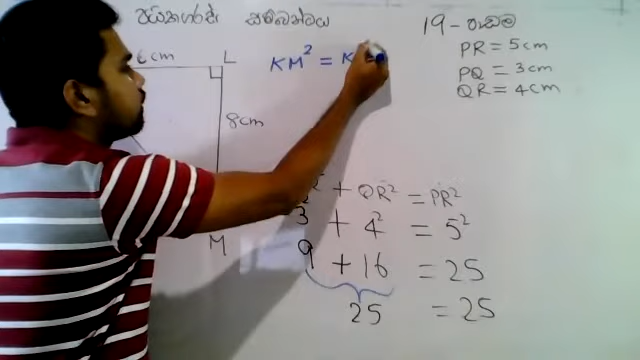 පයිතගරස් සම්බන්ධය
19 - පාඩම
PR = 5cm
PQ = 3cm
QR = 4cm
6cm
L
KM² = K
8cm
M
+ QR² = PR²
3 + 4² = 5²
9 + 16 = 25
25 = 25